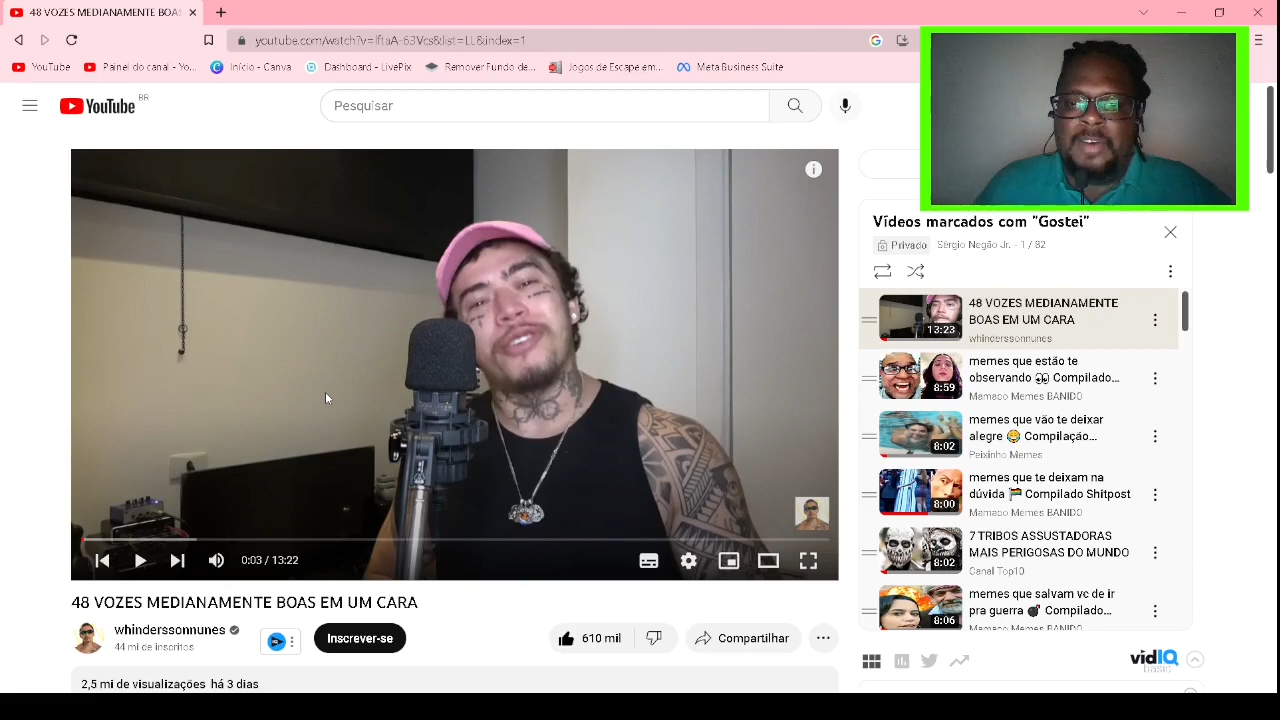 48 VOZES MEDIANAMENTE BOAS
youtube.com/watch?v=lftaA-63Vcs&list=LL&index=1
YouTube
Painel do canal - Yo...
Início - Canva
Dashboard - LivePix
Remover Fundo de...
Jogos de Escape em...
Meta Business Suite
YouTube BR
Pesquisar
Vídeos marcados com "Gostei"
Privado Sérgio Negão Jr. - 1 / 82
48 VOZES MEDIANAMENTE
BOAS EM UM CARA
whinderssonnunes
13:23
memes que estão te
observando 👀 Compilado...
Mamaco Memes BANIDO
8:59
memes que vão te deixar
alegre 😁 Compilação...
Peixinho Memes
8:02
memes que te deixam na
dúvida 🏳️‍🌈 Compilado Shitpost
Mamaco Memes BANIDO
8:00
7 TRIBOS ASSUSTADORAS
MAIS PERIGOSAS DO MUNDO
Canal Top10
8:02
memes que salvam vc de ir
pra guerra 💣 Compilado...
Mamaco Memes BANIDO
8:06
0:03 / 13:22
48 VOZES MEDIANAMENTE BOAS EM UM CARA
whinderssonnunes
44 mi de inscritos
Inscrever-se
610 mil
Compartilhar
vidIQ
basic
2,5 mi de visualizações há 3 dias